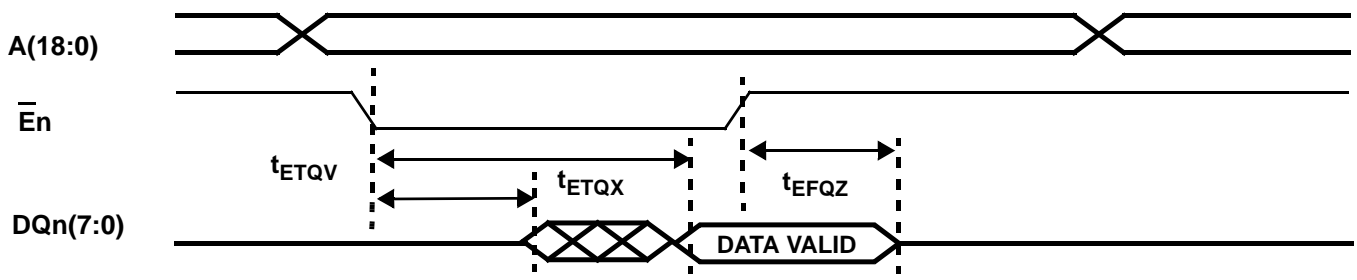 A(18:0)
En
tETQV
tETQX
tEFQZ
DQn(7:0)
DATA VALID